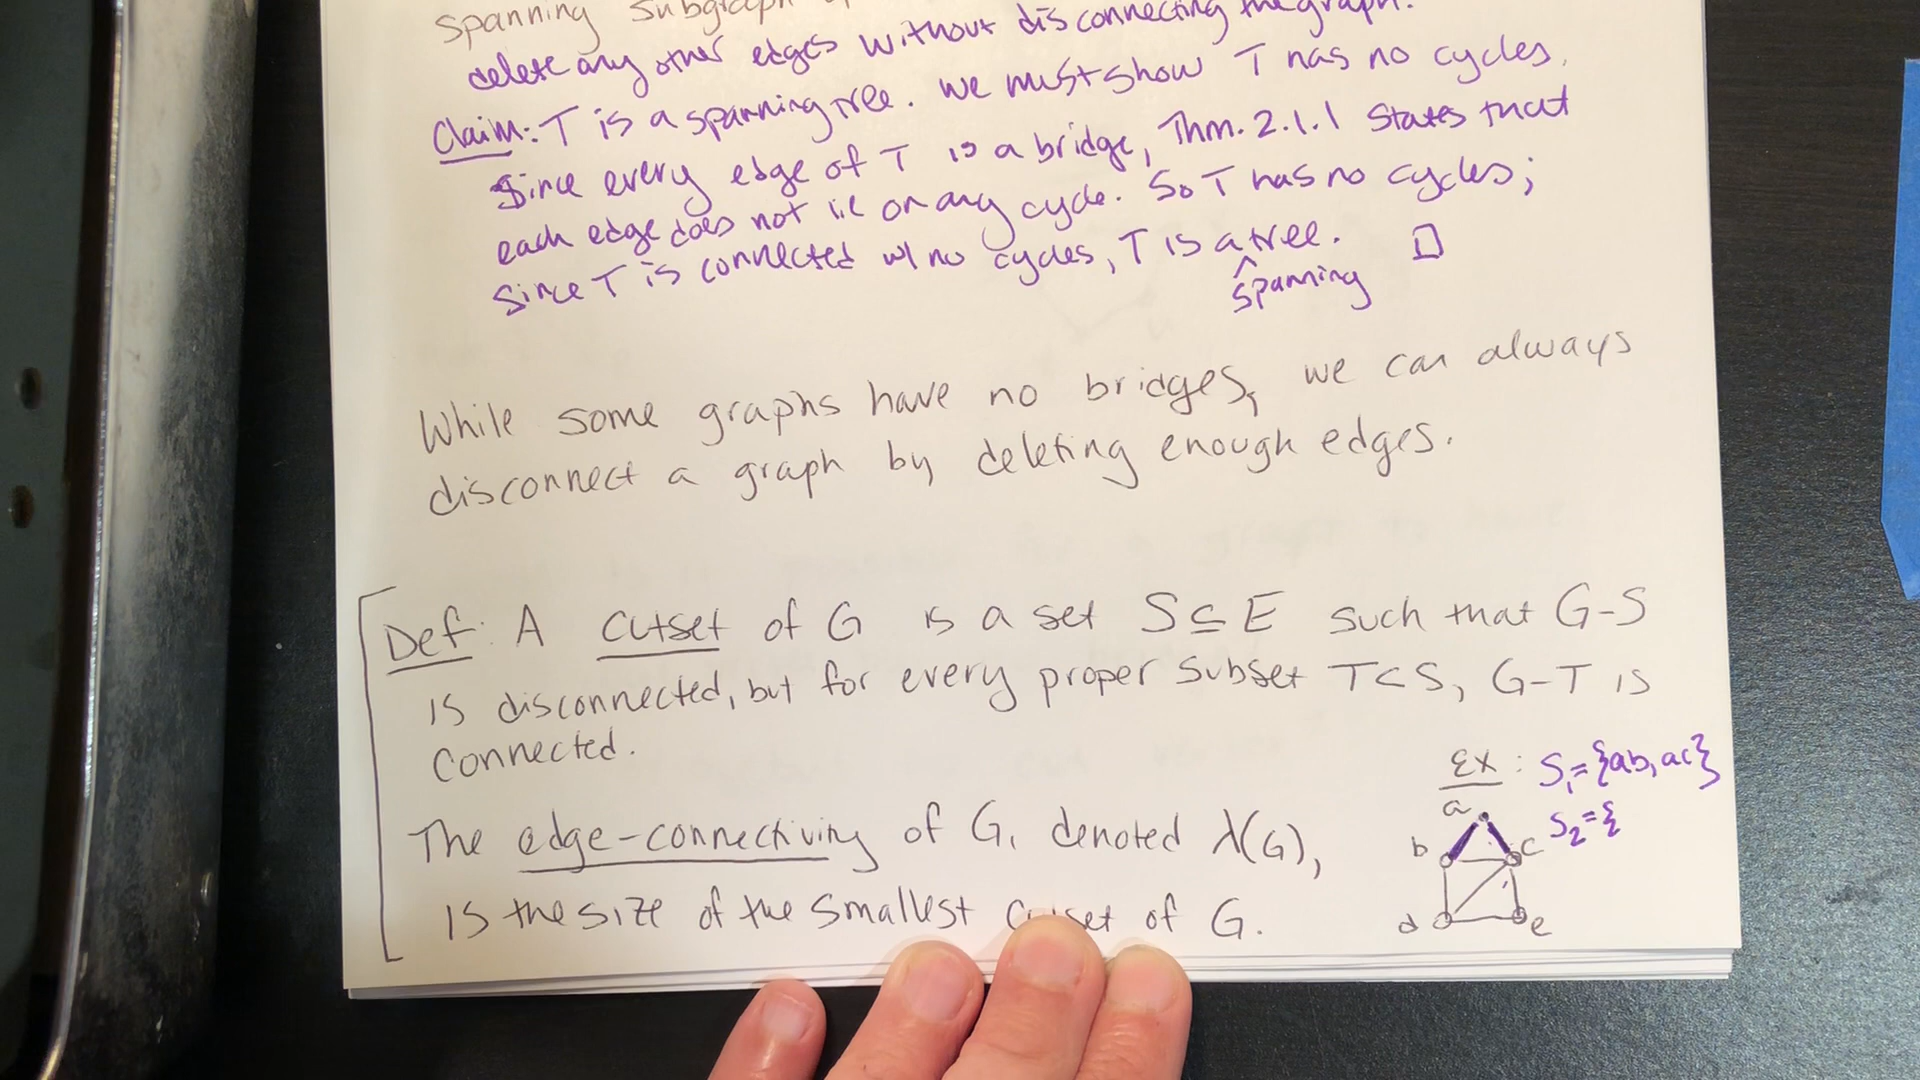 spanning subgraph
delete any other edges without disconnecting the graph.
Claim: T is a spanning tree. We must show T has no cycles.
Since every edge of T is a bridge, Thm. 2.1.1 states that
each edge does not lie on any cycle. So T has no cycles;
since T is connected w/ no cycles, T is a tree. □
^ spanning
While some graphs have no bridges, we can always
disconnect a graph by deleting enough edges.
Def: A cutset of G is a set S⊆E such that G-S
is disconnected, but for every proper subset T⊂S, G-T is
connected.
Ex: S₁={ab, ac}
S₂={
The edge-connectivity of G, denoted λ(G),
is the size of the smallest cutset of G.
a
b
c
d
e